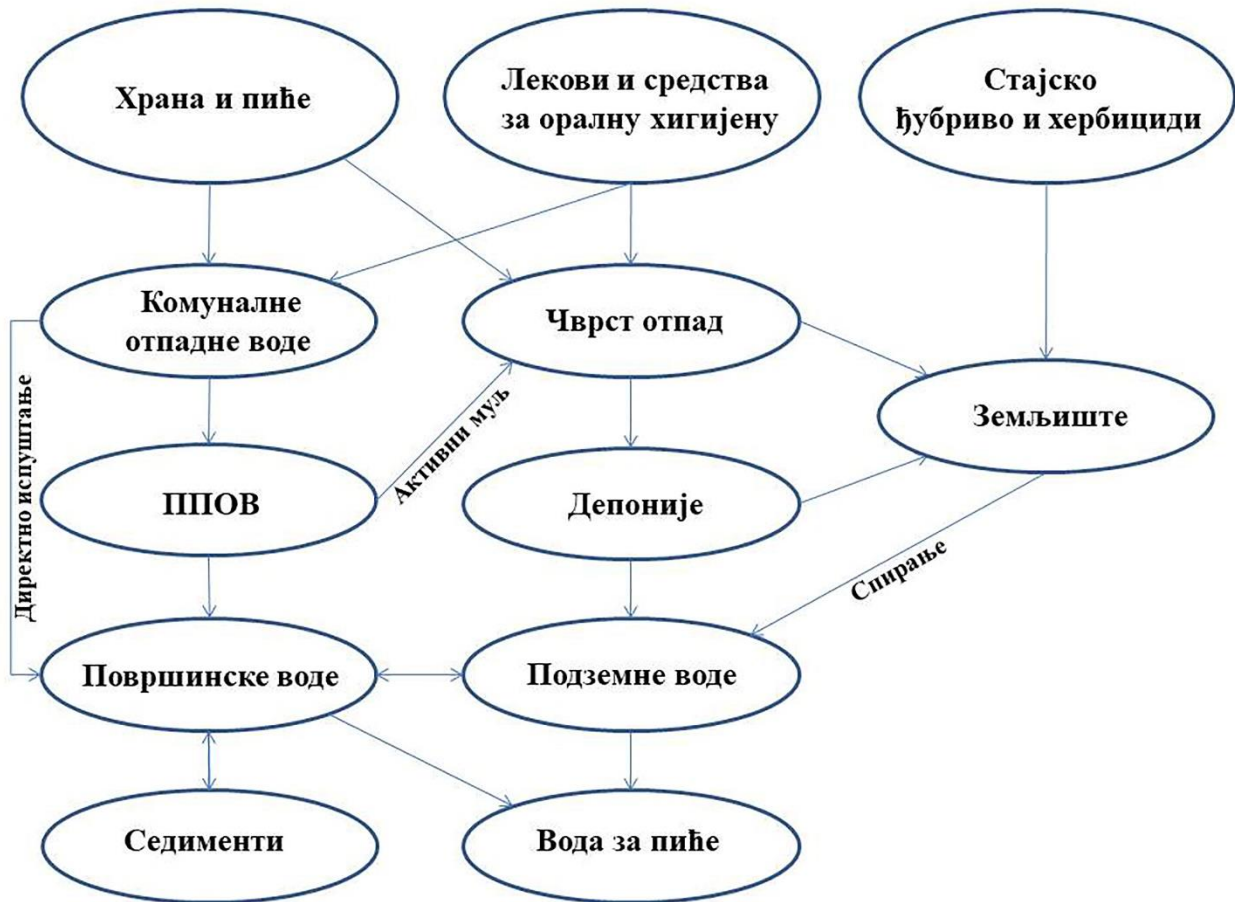 Храна и пиће
Лекови и средства
за оралну хигијену
Стајско
ђубриво и хербициди
Комуналне
отпадне воде
Чврст отпад
Земљиште
Директно испуштање
Активни муљ
ППОВ
Депоније
Спирање
Површинске воде
Подземне воде
Седименти
Вода за пиће